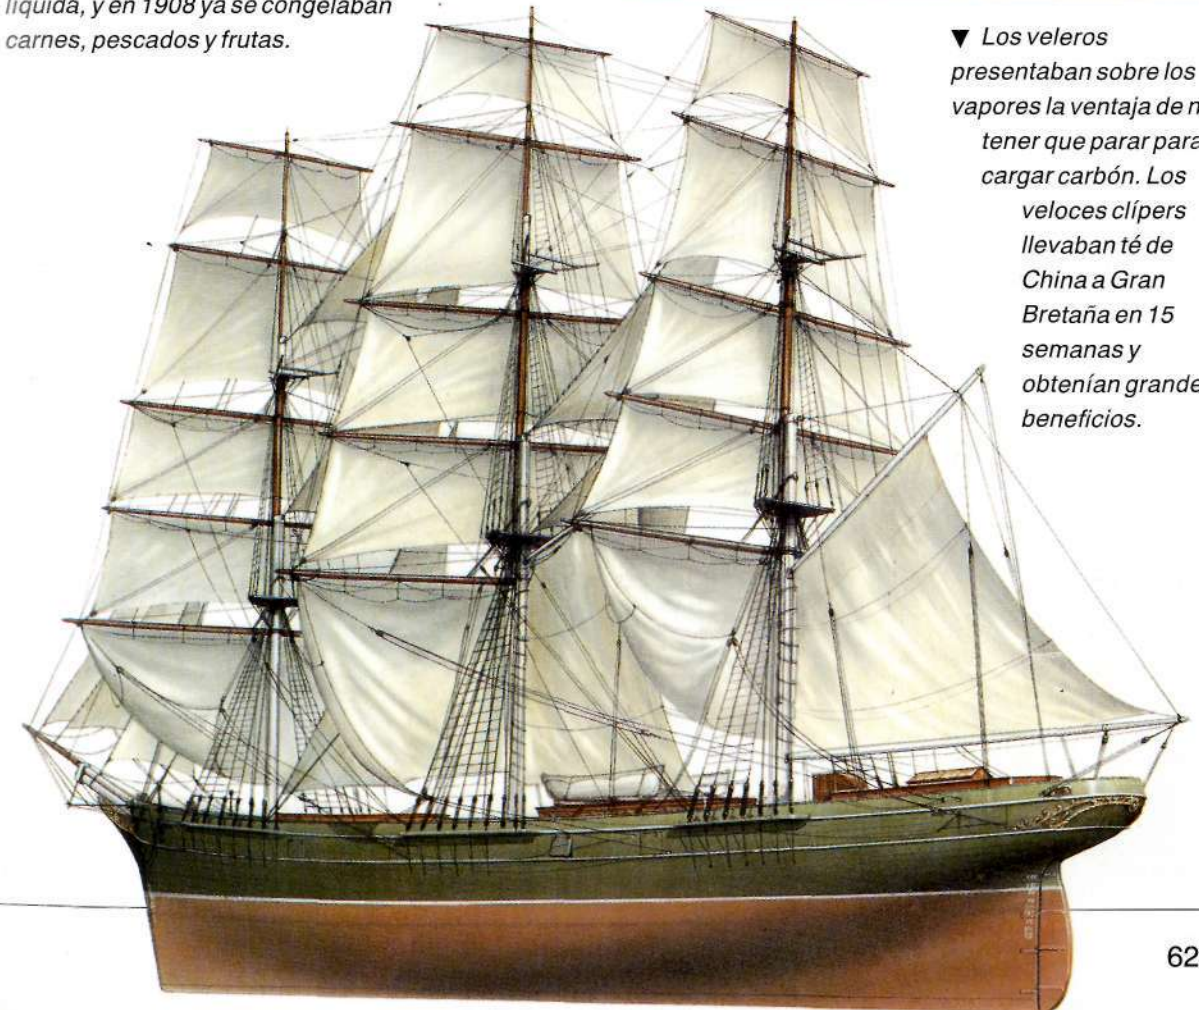 líquida, y en 1908 ya se congelaban
carnes, pescados y frutas.
▼ Los veleros
presentaban sobre los
vapores la ventaja de n
tener que parar para
cargar carbón. Los
veloces clípers
llevaban té de
China a Gran
Bretaña en 15
semanas y
obtenían grande
beneficios.
62